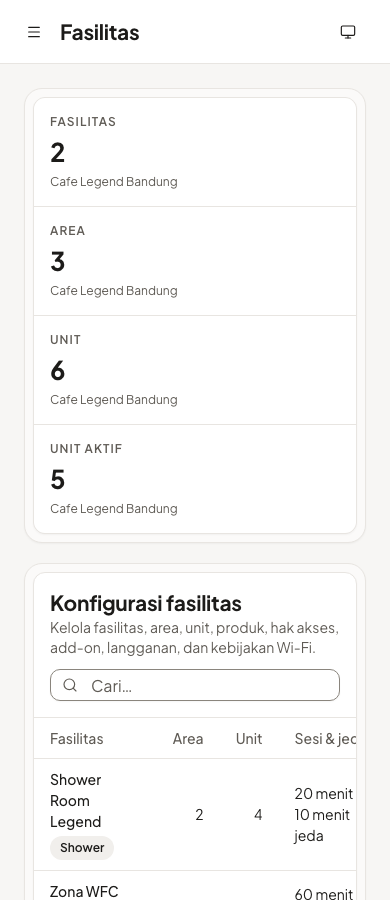 Fasilitas
FASILITAS
2
Cafe Legend Bandung
AREA
3
Cafe Legend Bandung
UNIT
6
Cafe Legend Bandung
UNIT AKTIF
5
Cafe Legend Bandung
Konfigurasi fasilitas
Kelola fasilitas, area, unit, produk, hak akses,
add-on, langganan, dan kebijakan Wi-Fi.
Cari...
Fasilitas Area Unit Sesi & jed
Shower
Room
Legend
Shower
2
4
20 menit
10 menit
jeda
Zona WFC
60 menit